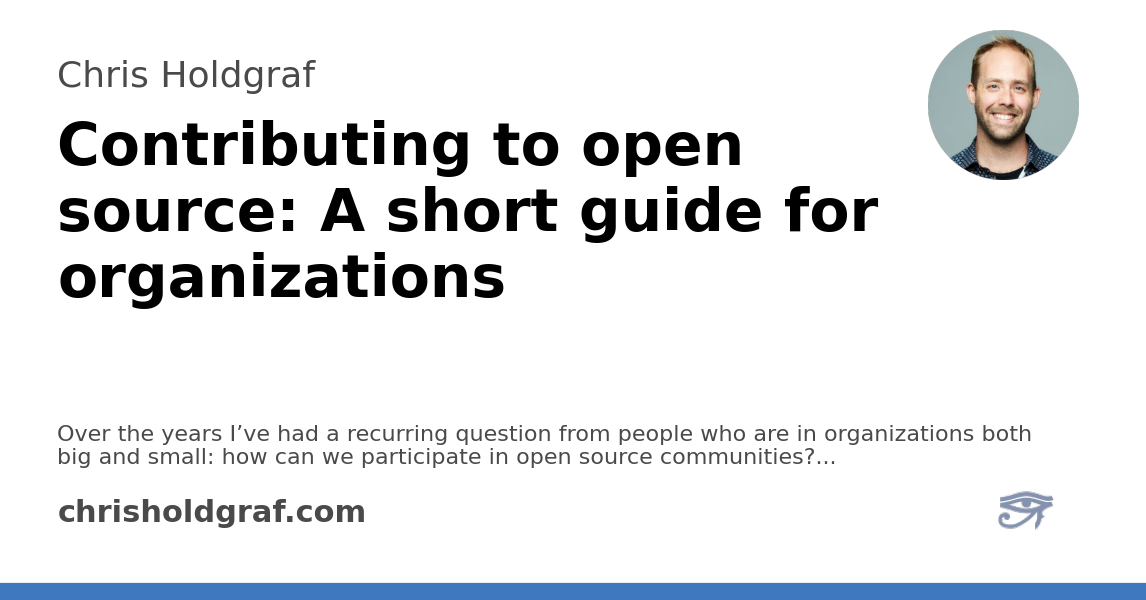 Chris Holdgraf
Contributing to open
source: A short guide for
organizations
Over the years I’ve had a recurring question from people who are in organizations both
big and small: how can we participate in open source communities?...
chrisholdgraf.com